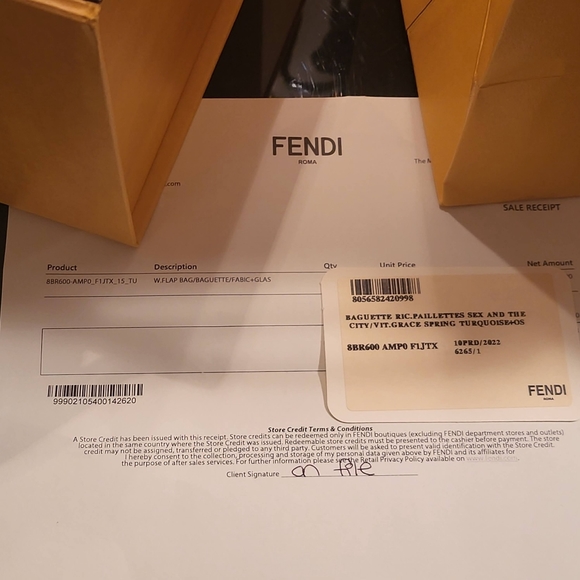 FENDI
ROMA
The
.com
SALE RECEIPT
Product Description Qty Unit Price Net Amount
8BR600-AMP0_F1JTX_15_TU W.FLAP BAG/BAGUETTE/FABIC+GLAS
8056582420998
BAGUETTE RIC.PAILLETTES SEX AND THE
CITY/VIT.GRACE SPRING TURQUOISE+OS
8BR600 AMP0 F1JTX 10PRD/2022
6265/1
FENDI
ROMA
99902105400142620
Store Credit Terms & Conditions
A Store Credit has been issued with this receipt. Store credits can be redeemed only in FENDI boutiques (excluding FENDI department stores and outlets)
located in the same country where the Store Credit was issued. Redeemable store credits must be presented to the cashier before payment. The store
credit may not be assigned, transferred or pledged to any third party. Customers will be asked to present valid identification with the Store Credit.
I hereby consent to the collection, processing and storage of my personal data given above by FENDI and its affiliates for
the purpose of after sales services. For further information please see the Retail Privacy Policy available on www.fendi.com.
Client Signature on file